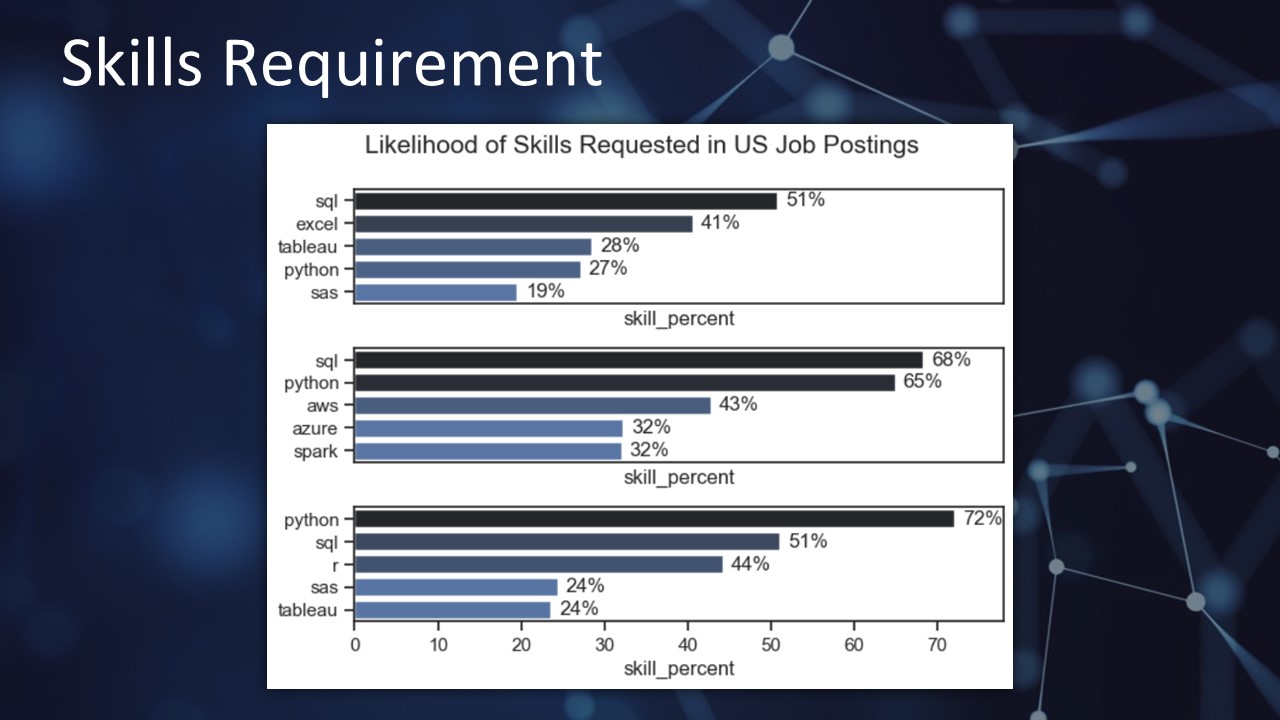 Skills Requirement
Likelihood of Skills Requested in US Job Postings
sql 51%
excel 41%
tableau 28%
python 27%
sas 19%
skill_percent
sql 68%
python 65%
aws 43%
azure 32%
spark 32%
skill_percent
python 72%
sql 51%
r 44%
sas 24%
tableau 24%
0 10 20 30 40 50 60 70
skill_percent